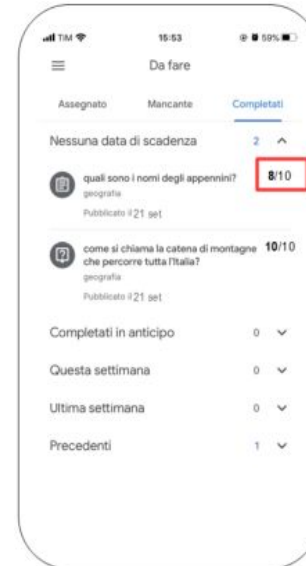 TIM 15:53 59%
Da fare
Assegnato Mancante Completati
Nessuna data di scadenza 2
quali sono i nomi degli appennini? 8/10
geografia
Pubblicato il 21 set
come si chiama la catena di montagne 10/10
che percorre tutta l'Italia?
geografia
Pubblicato il 21 set
Completati in anticipo 0
Questa settimana 0
Ultima settimana 0
Precedenti 1